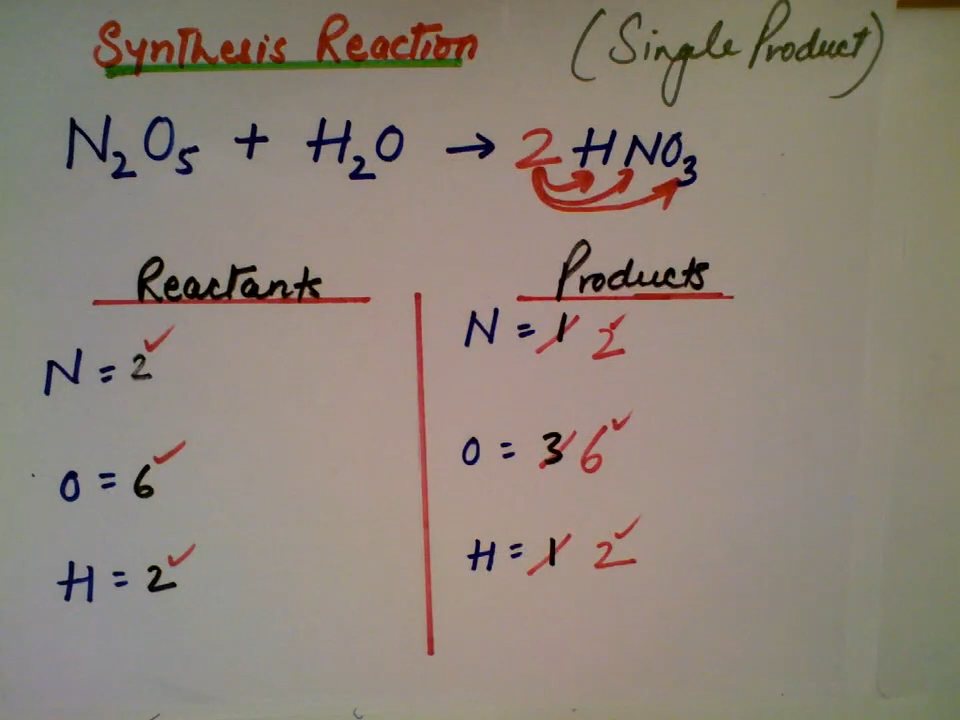 Synthesis Reaction (Single Product)
N₂O₅ + H₂O → 2 HNO₃
Reactants
Products
N = 2 ✓
O = 6 ✓
H = 2 ✓
N = 1 2 ✓
O = 3 6 ✓
H = 1 2 ✓